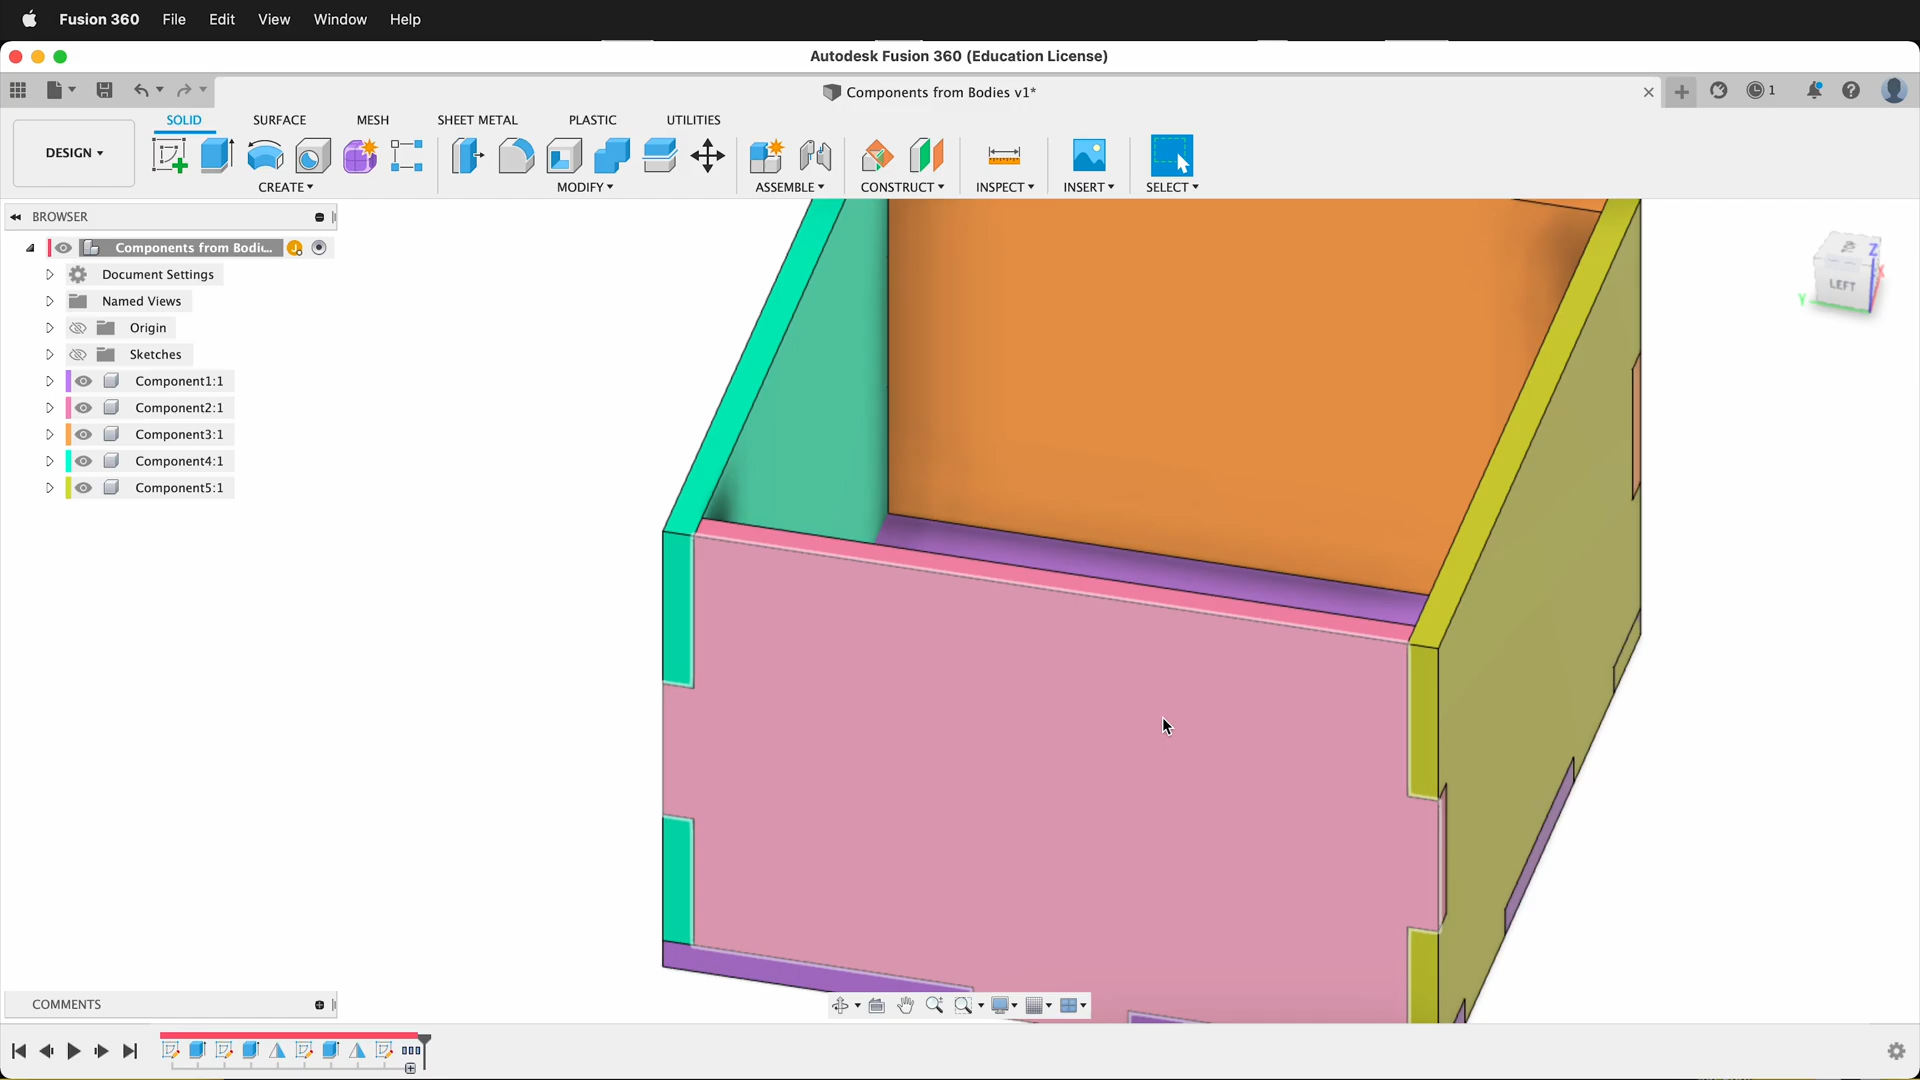 Fusion 360 File Edit View Window Help
Autodesk Fusion 360 (Education License)
Components from Bodies v1*
1
SOLID SURFACE MESH SHEET METAL PLASTIC UTILITIES
DESIGN
CREATE MODIFY ASSEMBLE CONSTRUCT INSPECT INSERT SELECT
BROWSER
Components from Bodi...
Document Settings
Named Views
Origin
Sketches
Component1:1
Component2:1
Component3:1
Component4:1
Component5:1
Z
X
LEFT
Y
COMMENTS